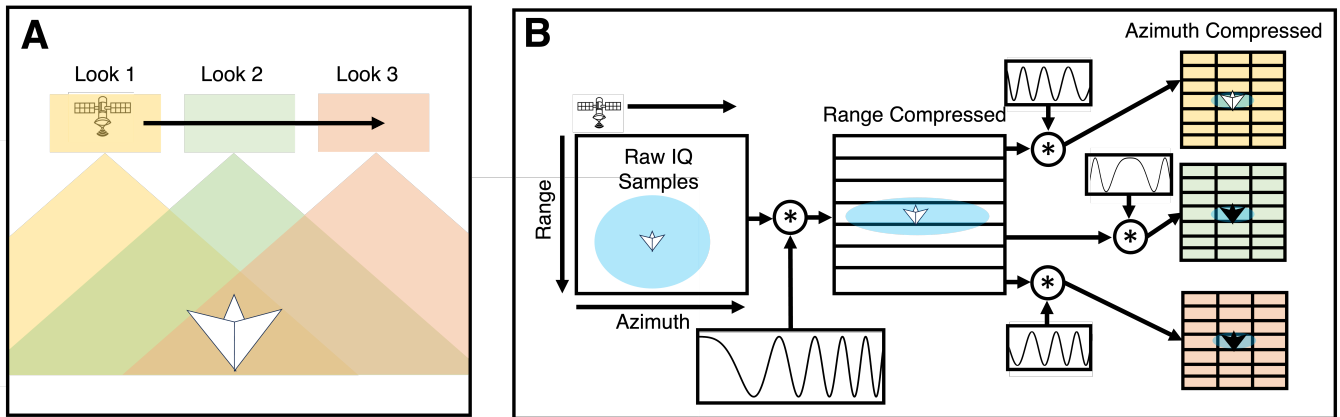 A
Look 1
Look 2
Look 3
B
Azimuth Compressed
Range Compressed
Raw IQ
Samples
Range
Azimuth
*
*
*
*